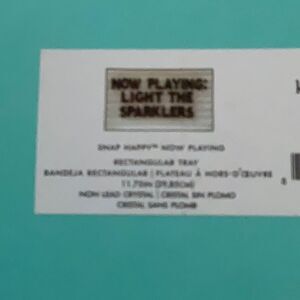 NOW PLAYING:
LIGHT THE
SPARKLERS
SNAP HAPPY™ NOW PLAYING
RECTANGULAR TRAY
BANDEJA RECTANGULAR | PLATEAU À HORS-D'ŒUVRE
11.75IN (29.85CM)
NON LEAD CRYSTAL | CRISTAL SIN PLOMO
CRISTAL SANS PLOMB